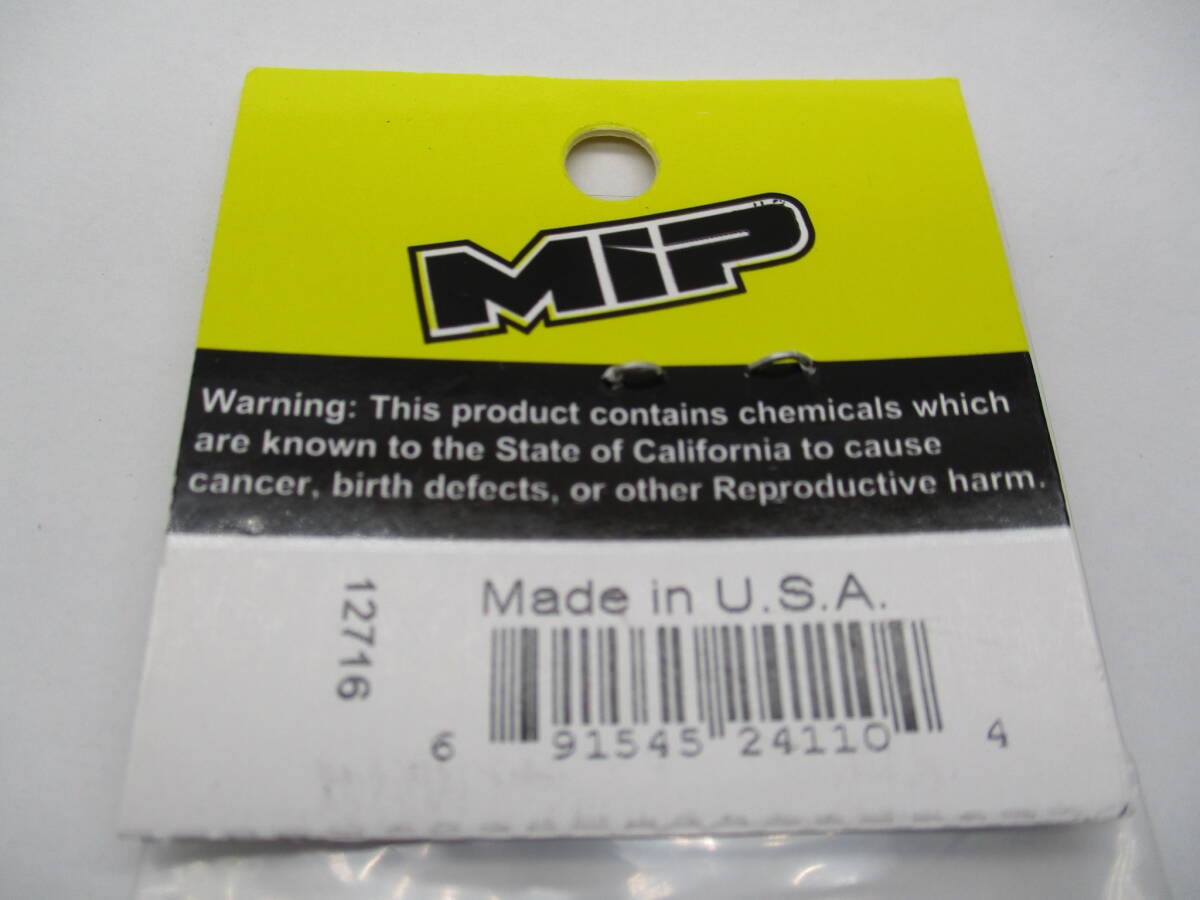 MIP
Warning: This product contains chemicals which
are known to the State of California to cause
cancer, birth defects, or other Reproductive harm.
Made in U.S.A.
12716
6 91545 24110 4